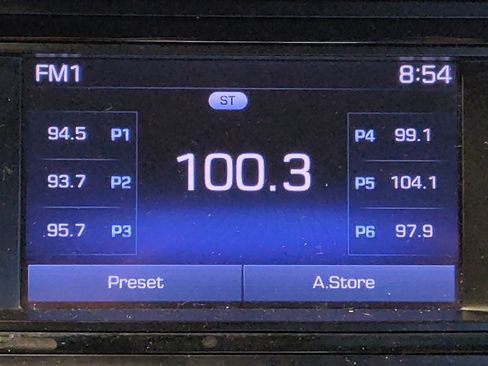 FM1 8:54
ST
94.5 P1
93.7 P2
95.7 P3
100.3
P4 99.1
P5 104.1
P6 97.9
Preset A.Store